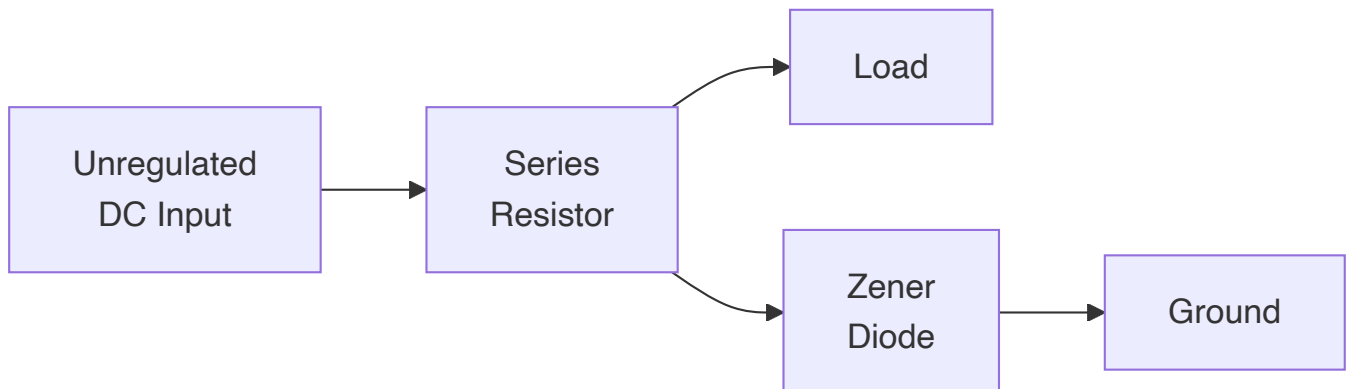 Unregulated
DC Input
Series
Resistor
Load
Zener
Diode
Ground